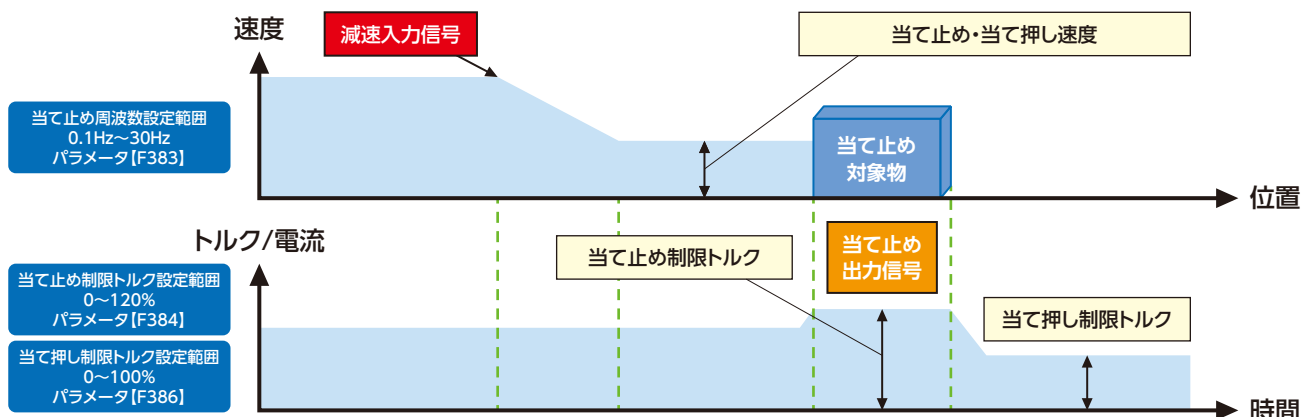 速度
減速入力信号
当て止め・当て押し速度
当て止め周波数設定範囲
0.1Hz～30Hz
パラメータ【F383】
当て止め
対象物
位置
トルク/電流
当て止め制限トルク
当て止め
出力信号
当て止め制限トルク設定範囲
0～120%
パラメータ【F384】
当て押し制限トルク
当て押し制限トルク設定範囲
0～100%
パラメータ【F386】
時間